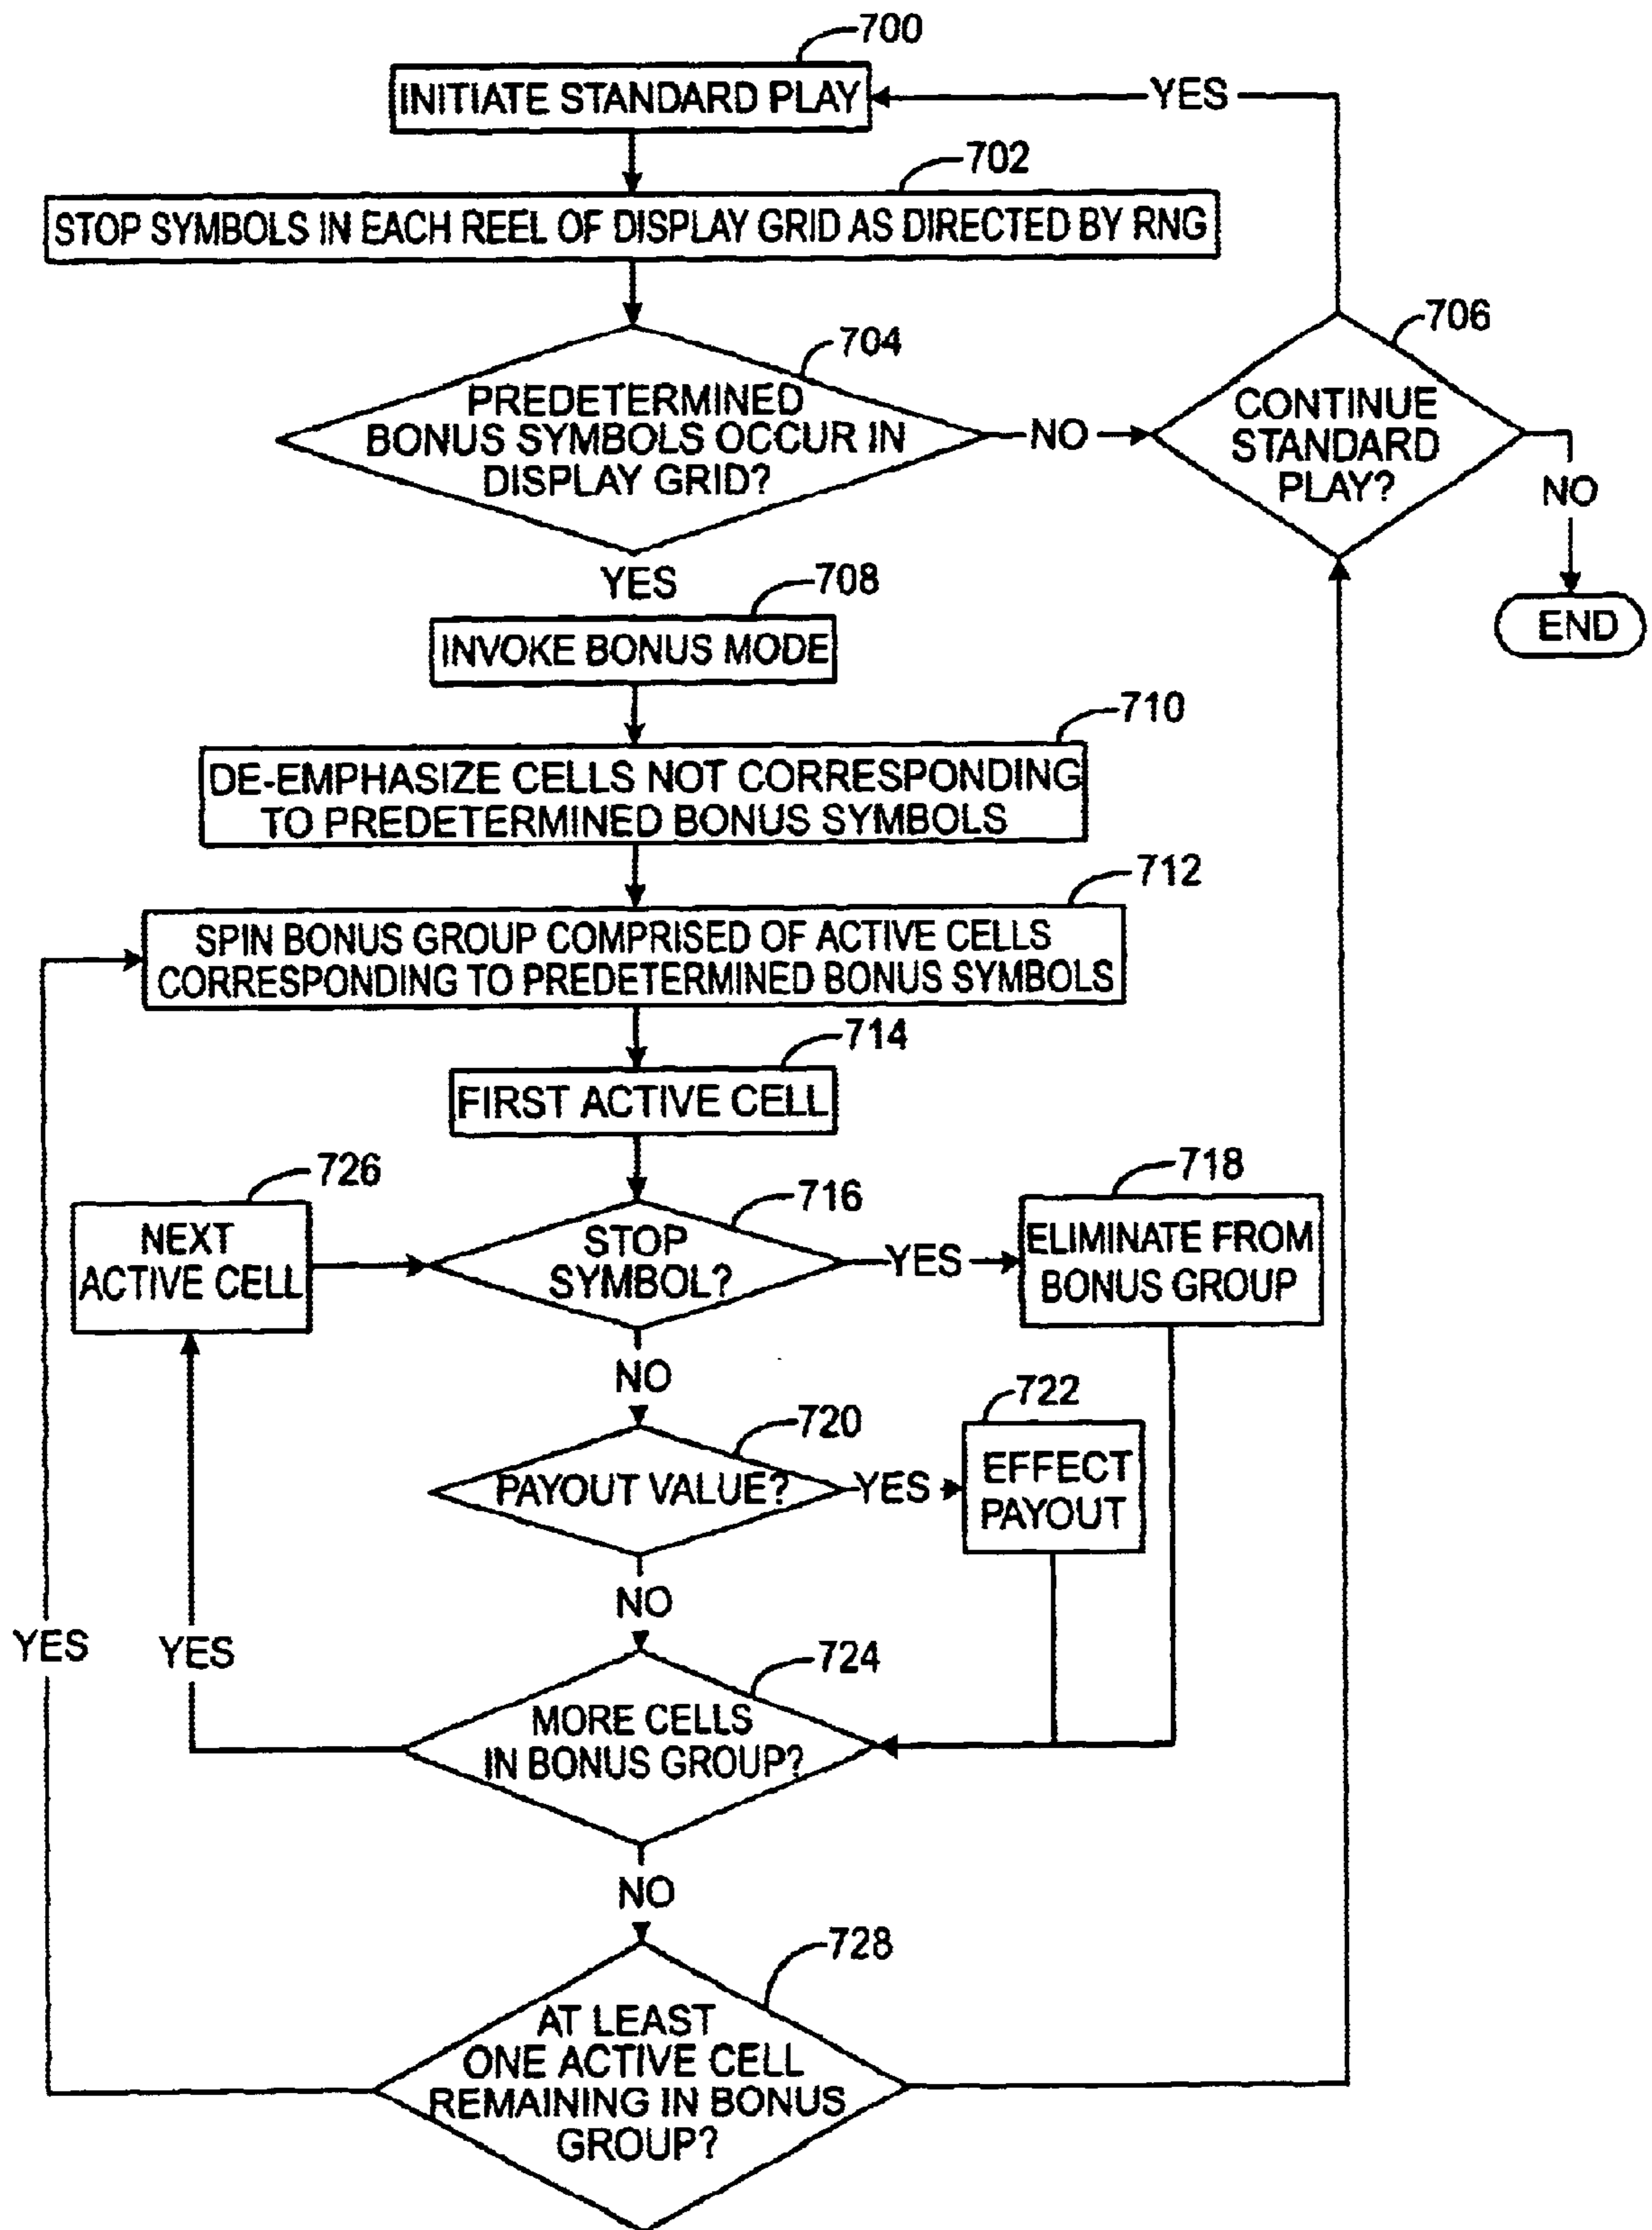 700
INITIATE STANDARD PLAY
YES
702
STOP SYMBOLS IN EACH REEL OF DISPLAY GRID AS DIRECTED BY RNG
704
PREDETERMINED
BONUS SYMBOLS OCCUR IN
DISPLAY GRID?
NO
706
CONTINUE
STANDARD
PLAY?
NO
END
YES
708
INVOKE BONUS MODE
710
DE-EMPHASIZE CELLS NOT CORRESPONDING
TO PREDETERMINED BONUS SYMBOLS
712
SPIN BONUS GROUP COMPRISED OF ACTIVE CELLS
CORRESPONDING TO PREDETERMINED BONUS SYMBOLS
714
FIRST ACTIVE CELL
726
NEXT
ACTIVE CELL
716
STOP
SYMBOL?
YES
718
ELIMINATE FROM
BONUS GROUP
NO
720
PAYOUT VALUE?
YES
722
EFFECT
PAYOUT
NO
YES
YES
724
MORE CELLS
IN BONUS GROUP?
NO
728
AT LEAST
ONE ACTIVE CELL
REMAINING IN BONUS
GROUP?